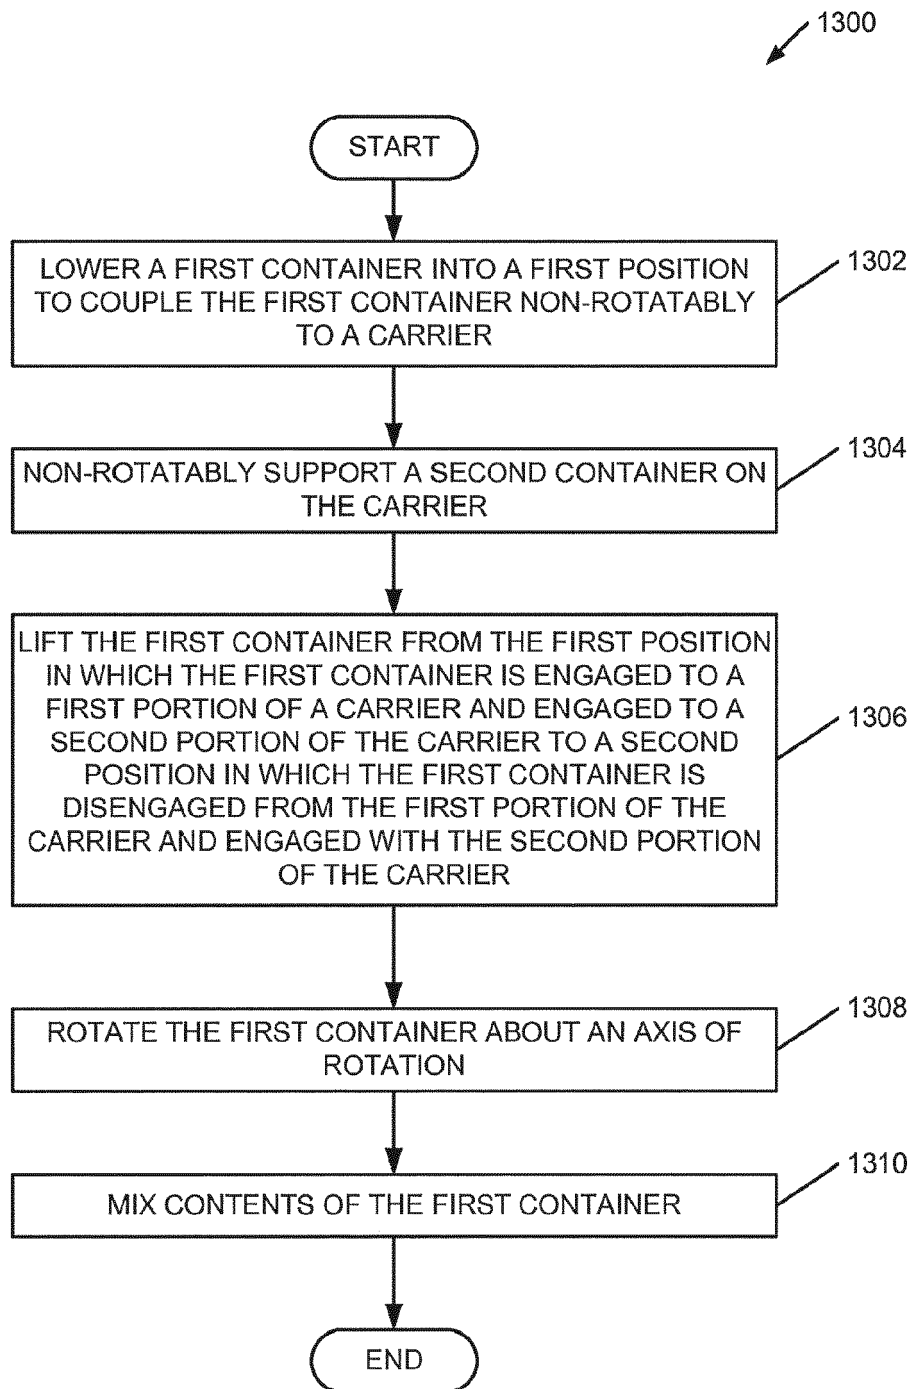 1300
START
LOWER A FIRST CONTAINER INTO A FIRST POSITION
TO COUPLE THE FIRST CONTAINER NON-ROTATABLY
TO A CARRIER
1302
NON-ROTATABLY SUPPORT A SECOND CONTAINER ON
THE CARRIER
1304
LIFT THE FIRST CONTAINER FROM THE FIRST POSITION
IN WHICH THE FIRST CONTAINER IS ENGAGED TO A
FIRST PORTION OF A CARRIER AND ENGAGED TO A
SECOND PORTION OF THE CARRIER TO A SECOND
POSITION IN WHICH THE FIRST CONTAINER IS
DISENGAGED FROM THE FIRST PORTION OF THE
CARRIER AND ENGAGED WITH THE SECOND PORTION
OF THE CARRIER
1306
ROTATE THE FIRST CONTAINER ABOUT AN AXIS OF
ROTATION
1308
MIX CONTENTS OF THE FIRST CONTAINER
1310
END